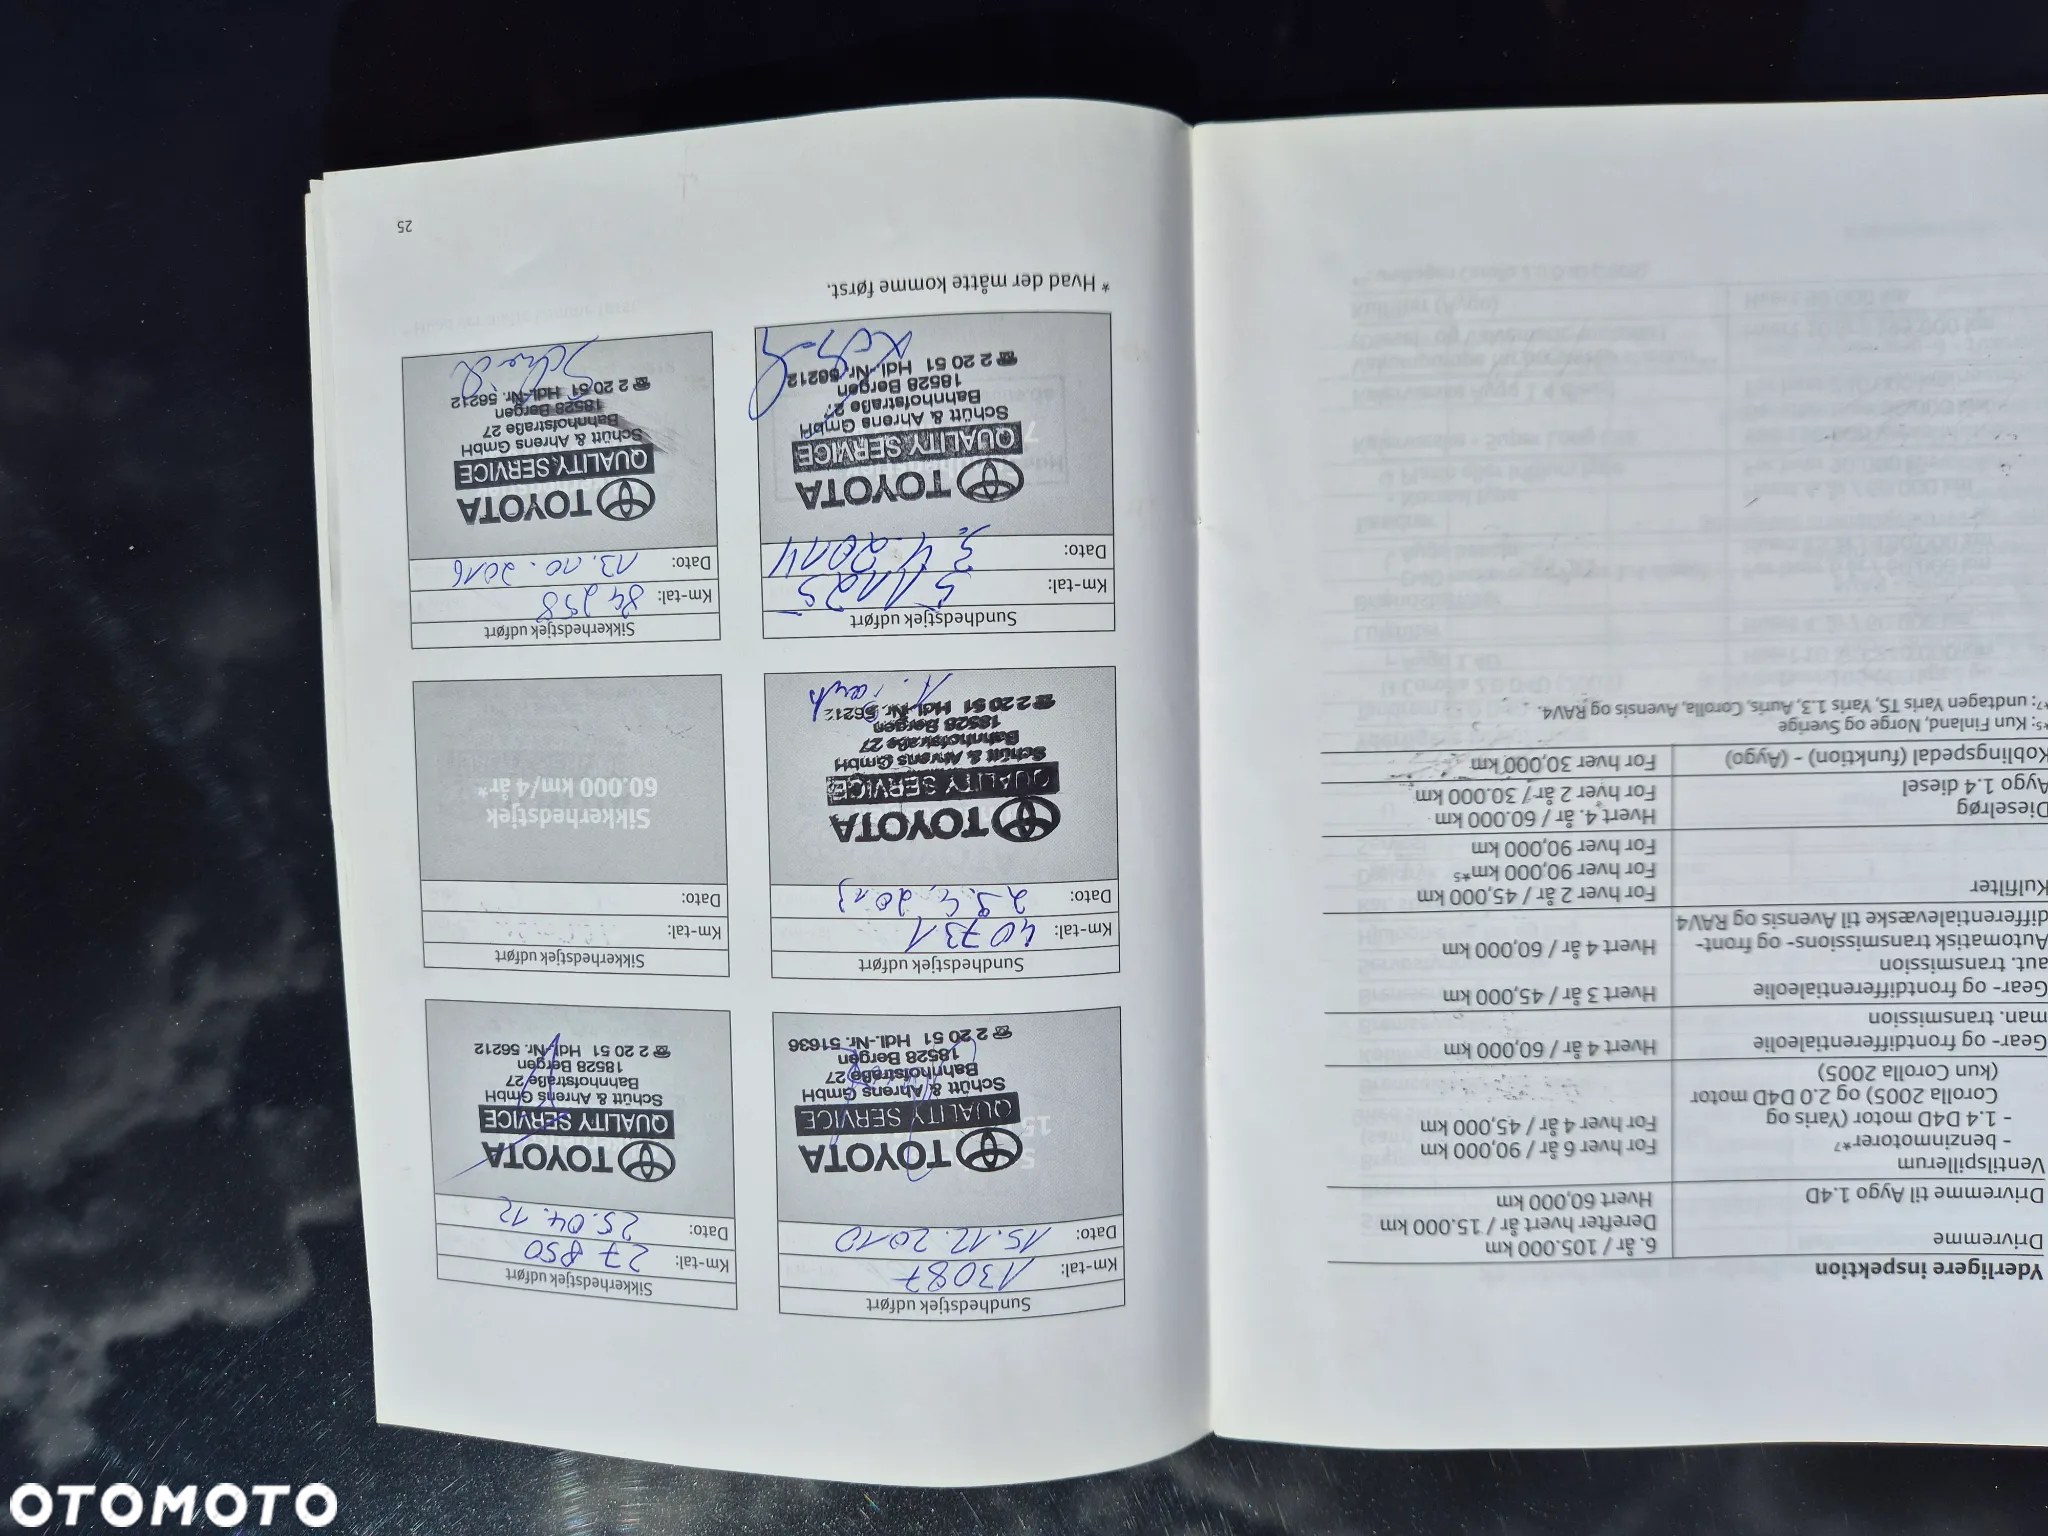 Yderligere inspektion
Drivremme
6. år / 105.000 km
Derefter hvert år / 15.000 km
Drivremme til Aygo 1.4D
Hvert 60,000 km
Ventilspillerum
- benzinmotorer*7
For hver 6 år / 90,000 km
- 1.4 D4D motor (Yaris og
Corolla 2005) og 2.0 D4D motor
(kun Corolla 2005)
For hver 4 år / 45,000 km
Gear- og frontdifferentialeolie
man. transmission
Hvert 4 år / 60,000 km
Gear- og frontdifferentialeolie
aut. transmission
Hvert 3 år / 45,000 km
Automatisk transmissions- og front-
differentialevæske til Avensis og RAV4
Hvert 4 år / 60,000 km
Kulfilter
For hver 2 år / 45,000 km
For hver 90,000 km*5
For hver 90,000 km
Dieselrøg
Hvert 4. år / 60.000 km
Aygo 1.4 diesel
For hver 2 år / 30.000 km
Koblingspedal (funktion) - (Aygo)
For hver 30,000 km
*5: Kun Finland, Norge og Sverige
*7: undtagen Yaris TS, Yaris 1.3, Auris, Corolla, Avensis og RAV4.
Sundhedstjek udført
Km-tal: 13087
Dato: 15.12.2010
TOYOTA
QUALITY SERVICE
Schütt & Ahrens GmbH
Bahnhofstraße 27
18528 Bergen
☎ 2 20 51 Hdl.-Nr. 51636
Sikkerhedstjek udført
Km-tal: 27850
Dato: 25.04.12
TOYOTA
QUALITY SERVICE
Schütt & Ahrens GmbH
Bahnhofstraße 27
18528 Bergen
☎ 2 20 51 Hdl.-Nr. 56212
Sundhedstjek udført
Km-tal: 40731
Dato: 2013
TOYOTA
QUALITY SERVICE
Schütt & Ahrens GmbH
Bahnhofstraße 27
18528 Bergen
☎ 2 20 51 Hdl.-Nr. 56212
Sikkerhedstjek udført
Km-tal:
Dato:
Sikkerhedstjek
60.000 km/4 år*
Sundhedstjek udført
Km-tal: 51125
Dato: 4.2014
TOYOTA
QUALITY SERVICE
Schütt & Ahrens GmbH
Bahnhofstraße 27
18528 Bergen
☎ 2 20 51 Hdl.-Nr. 56212
Sikkerhedstjek udført
Km-tal: 84298
Dato: 13.10.2016
TOYOTA
QUALITY SERVICE
Schütt & Ahrens GmbH
Bahnhofstraße 27
18528 Bergen
☎ 2 20 51 Hdl.-Nr. 56212
* Hvad der måtte komme først.
25
OTOMOTO